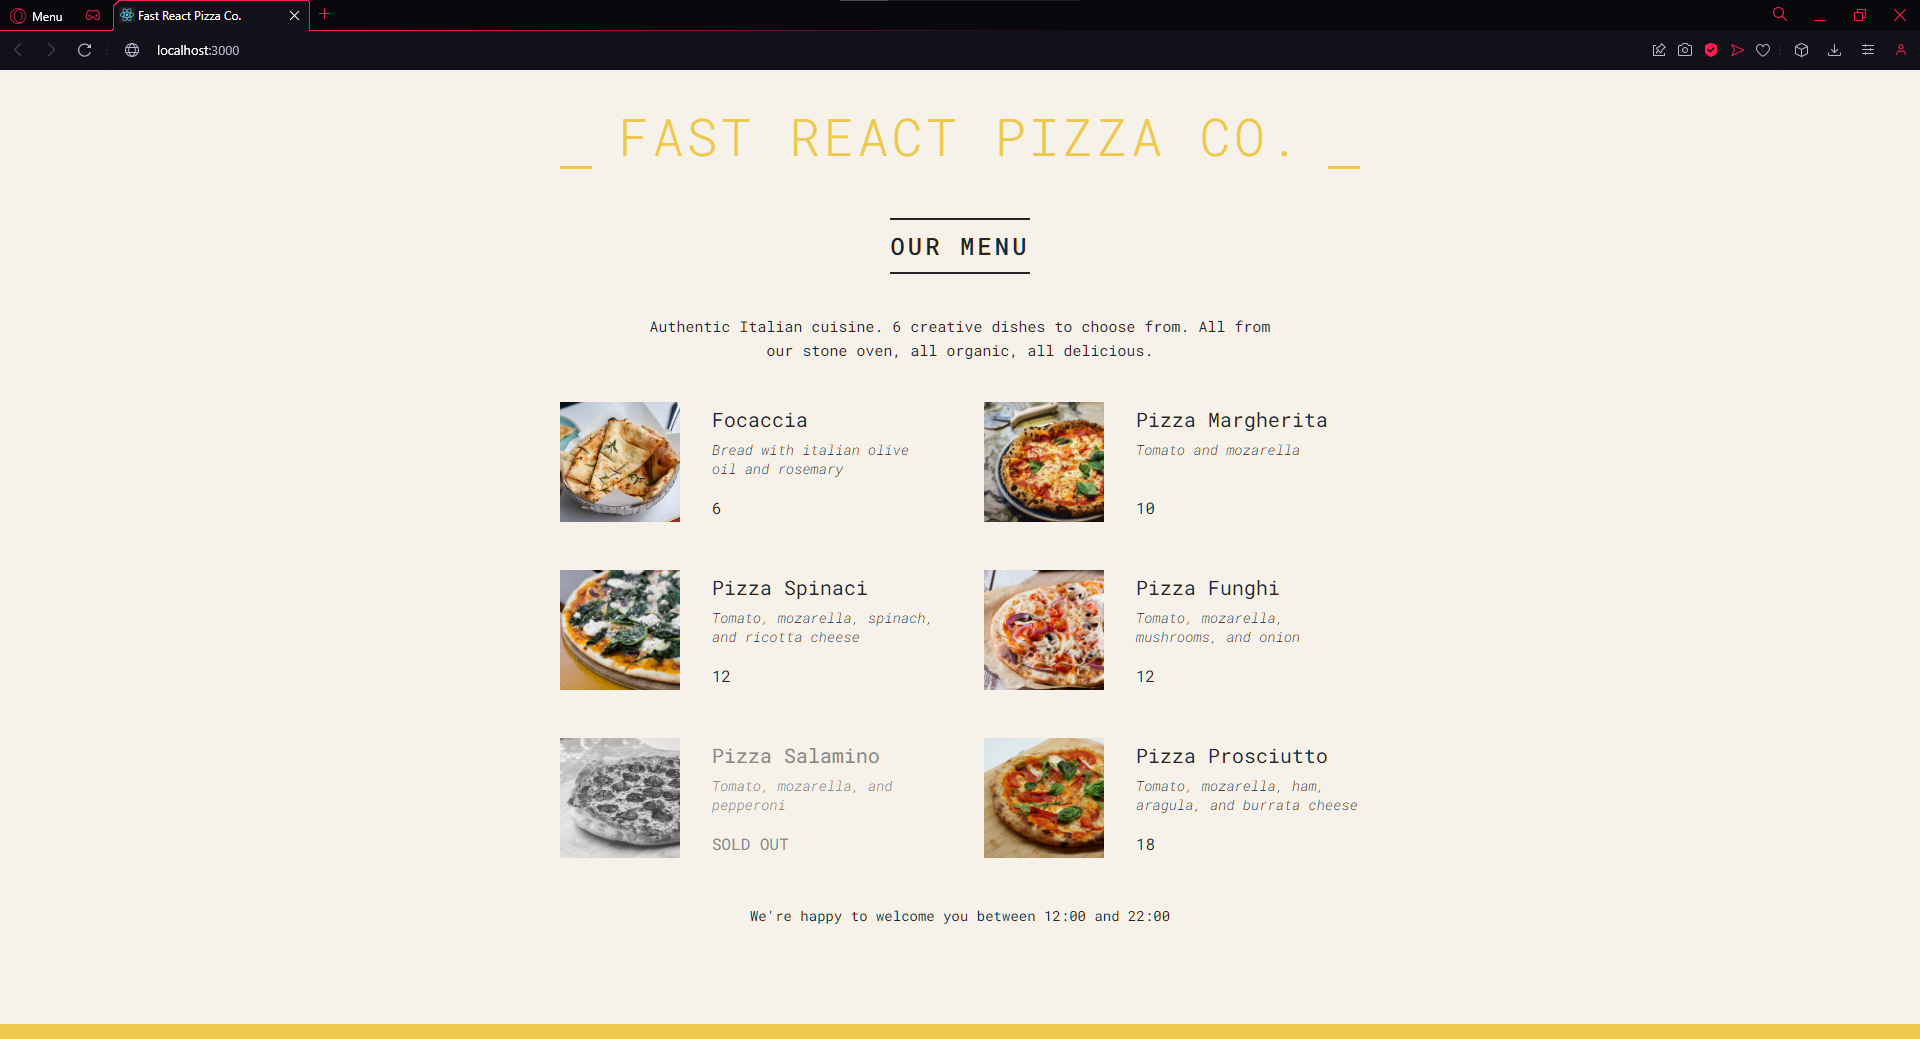 Menu
Fast React Pizza Co.
localhost:3000
_ FAST REACT PIZZA CO. _
OUR MENU
Authentic Italian cuisine. 6 creative dishes to choose from. All from
our stone oven, all organic, all delicious.
Focaccia
Bread with italian olive
oil and rosemary
6
Pizza Margherita
Tomato and mozarella
10
Pizza Spinaci
Tomato, mozarella, spinach,
and ricotta cheese
12
Pizza Funghi
Tomato, mozarella,
mushrooms, and onion
12
Pizza Salamino
Tomato, mozarella, and
pepperoni
SOLD OUT
Pizza Prosciutto
Tomato, mozarella, ham,
aragula, and burrata cheese
18
We're happy to welcome you between 12:00 and 22:00